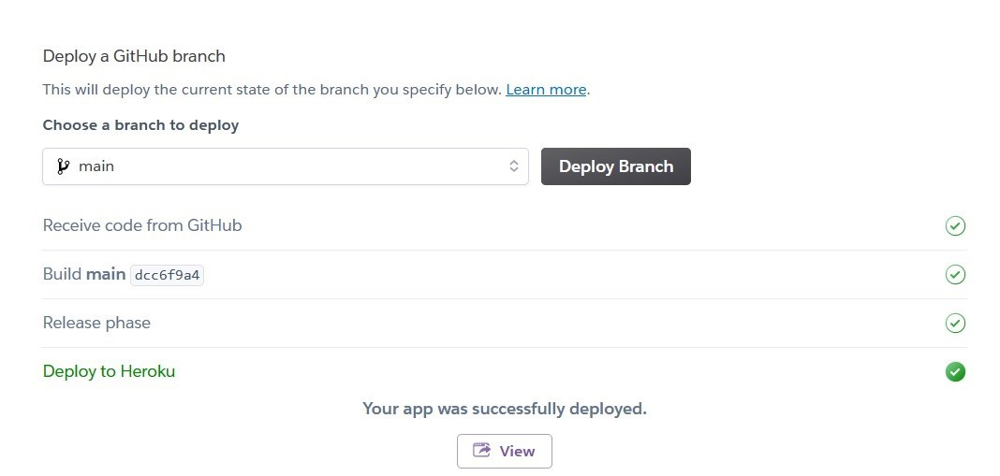 Deploy a GitHub branch
This will deploy the current state of the branch you specify below. Learn more.
Choose a branch to deploy
main
Deploy Branch
Receive code from GitHub
Build main dcc6f9a4
Release phase
Deploy to Heroku
Your app was successfully deployed.
View